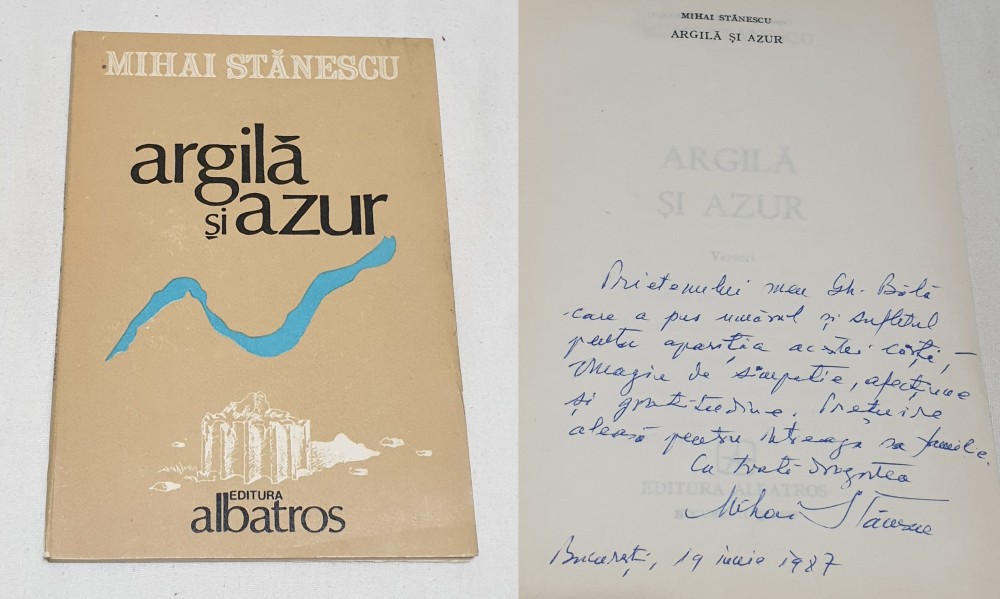 MIHAI STĂNESCU
argilă
și azur
EDITURA
albatros
MIHAI STĂNESCU
ARGILĂ ȘI AZUR
ARGILĂ
ȘI AZUR
Versuri
Prietenului meu Gh. Bălă
care a pus umărul și sufletul
pentru apariția acestei cărți,
omagiu de simpatie, afecțiune
și gratitudine. Prețuire
aleasă pentru întreaga sa familie.
Cu toată dragostea
EDITURA ALBATROS
Mihai Stănescu
București, 19 iunie 1987